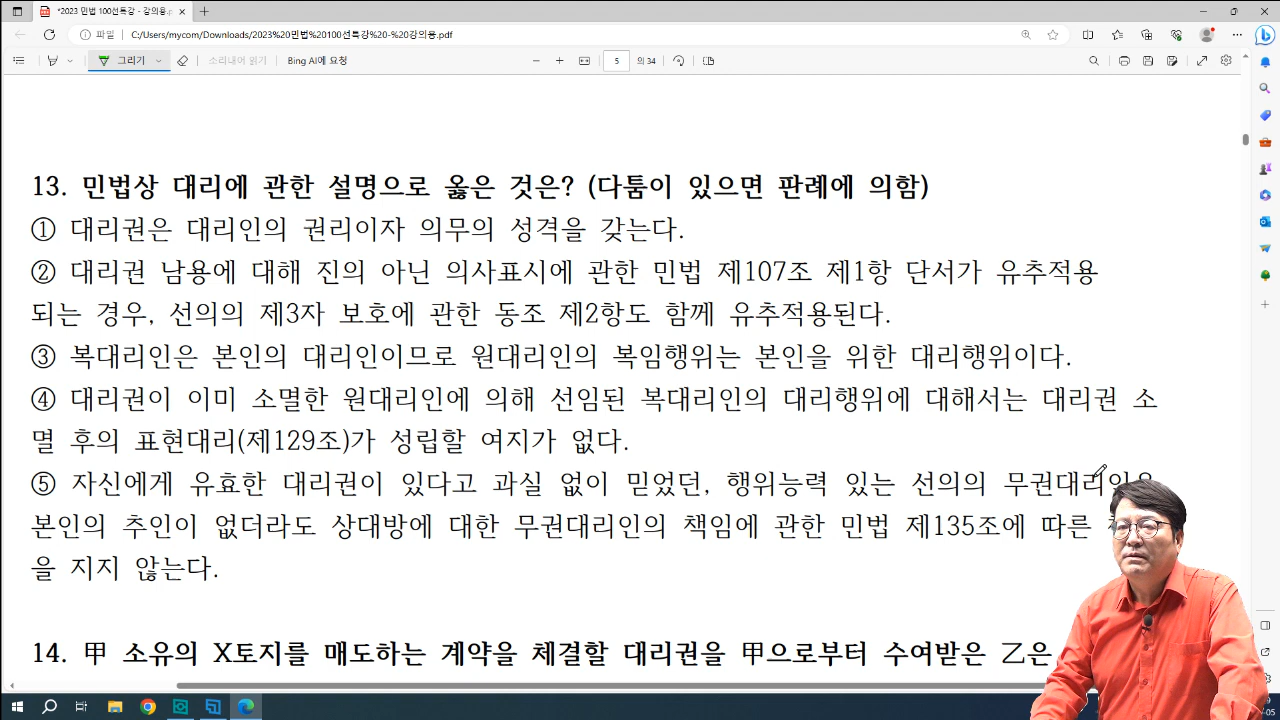 *2023 민법 100선특강 - 강의용.p
파일 C:/Users/mycom/Downloads/2023%20민법%20100선특강%20-%20강의용.pdf
그리기 소리내어 읽기 Bing AI에 요청 5 의 34
13. 민법상 대리에 관한 설명으로 옳은 것은? (다툼이 있으면 판례에 의함)
① 대리권은 대리인의 권리이자 의무의 성격을 갖는다.
② 대리권 남용에 대해 진의 아닌 의사표시에 관한 민법 제107조 제1항 단서가 유추적용
되는 경우, 선의의 제3자 보호에 관한 동조 제2항도 함께 유추적용된다.
③ 복대리인은 본인의 대리인이므로 원대리인의 복임행위는 본인을 위한 대리행위이다.
④ 대리권이 이미 소멸한 원대리인에 의해 선임된 복대리인의 대리행위에 대해서는 대리권 소
멸 후의 표현대리(제129조)가 성립할 여지가 없다.
⑤ 자신에게 유효한 대리권이 있다고 과실 없이 믿었던, 행위능력 있는 선의의
본인의 추인이 없더라도 상대방에 대한 무권대리인의 책임에 관한 민법 제135조에 따른
을 지지 않는다.
14. 甲 소유의 X토지를 매도하는 계약을 체결할 대리권을 甲으로부터 수여받은 乙은